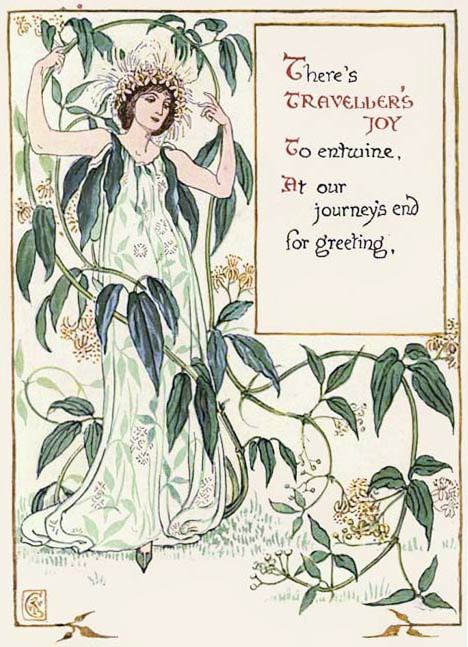 There's
TRAVELLER'S
JOY
To entwine,
At our
journey's end
for greeting,